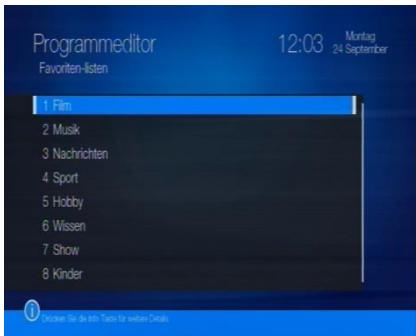 Programmeditor
12:03 Montag
24 September
Favoriten-listen
1 Film
2 Musik
3 Nachrichten
4 Sport
5 Hobby
6 Wissen
7 Show
8 Kinder
Drücken Sie die Info Taste für weitere Details